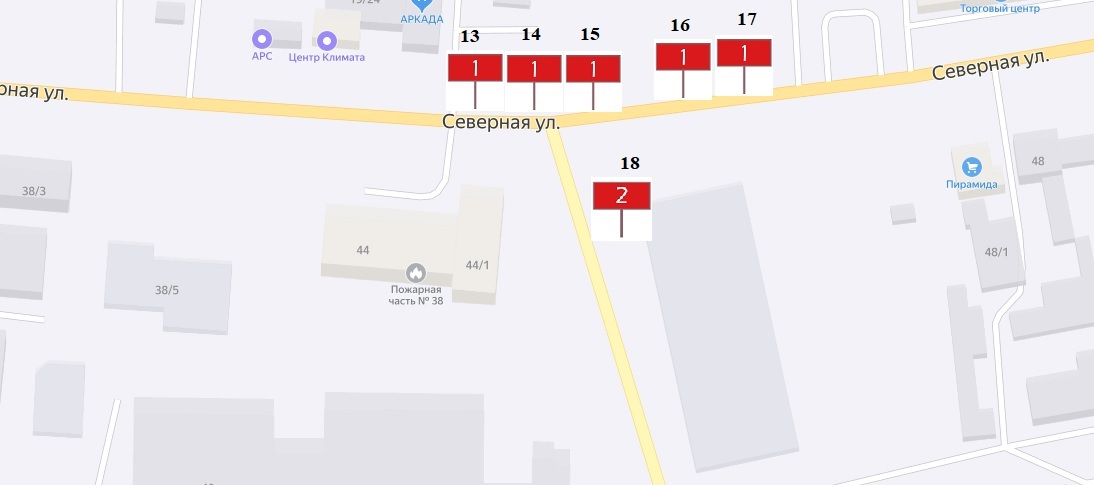 19/24
АРКАДА
АРС
Центр Климата
13
14
15
16
17
1
1
1
1
1
Торговый центр
Северная ул.
рная ул.
Северная ул.
18
2
38/3
48
Пирамида
44
44/1
48/1
38/5
Пожарная
часть № 38